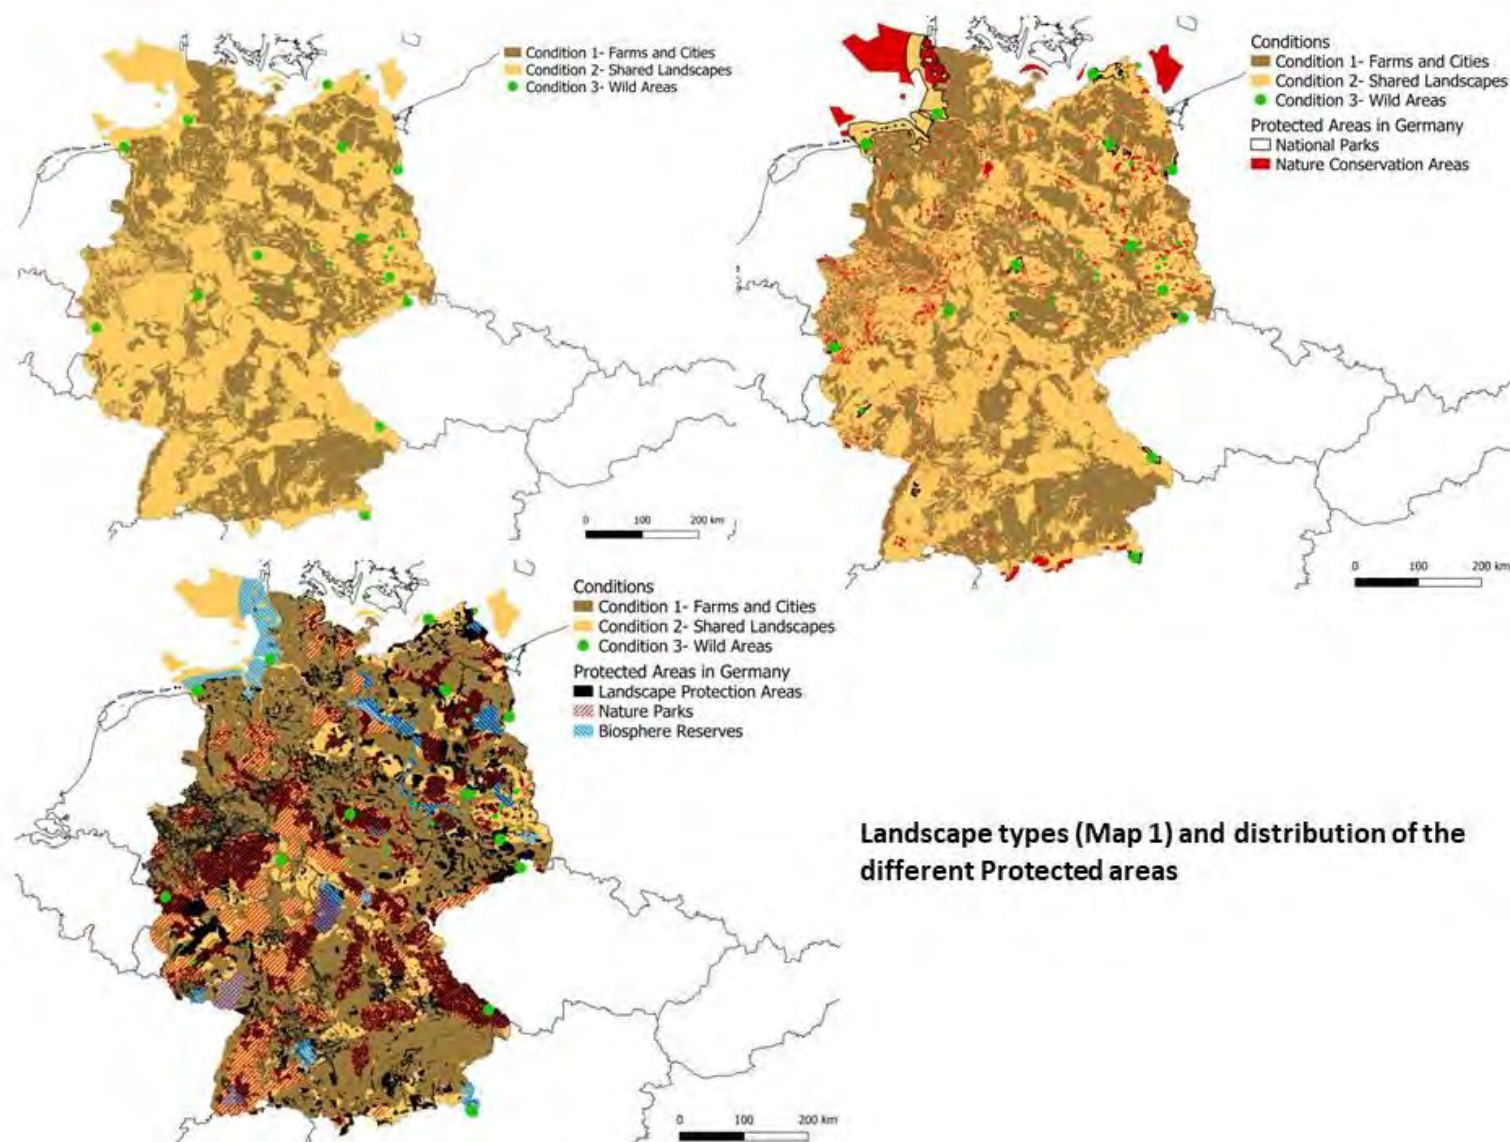 Condition 1- Farms and Cities
Condition 2- Shared Landscapes
Condition 3- Wild Areas
0 100 200 km
Conditions
Condition 1- Farms and Cities
Condition 2- Shared Landscapes
Condition 3- Wild Areas
Protected Areas in Germany
National Parks
Nature Conservation Areas
0 100 200 km
Conditions
Condition 1- Farms and Cities
Condition 2- Shared Landscapes
Condition 3- Wild Areas
Protected Areas in Germany
Landscape Protection Areas
Nature Parks
Biosphere Reserves
0 100 200 km
Landscape types (Map 1) and distribution of the
different Protected areas